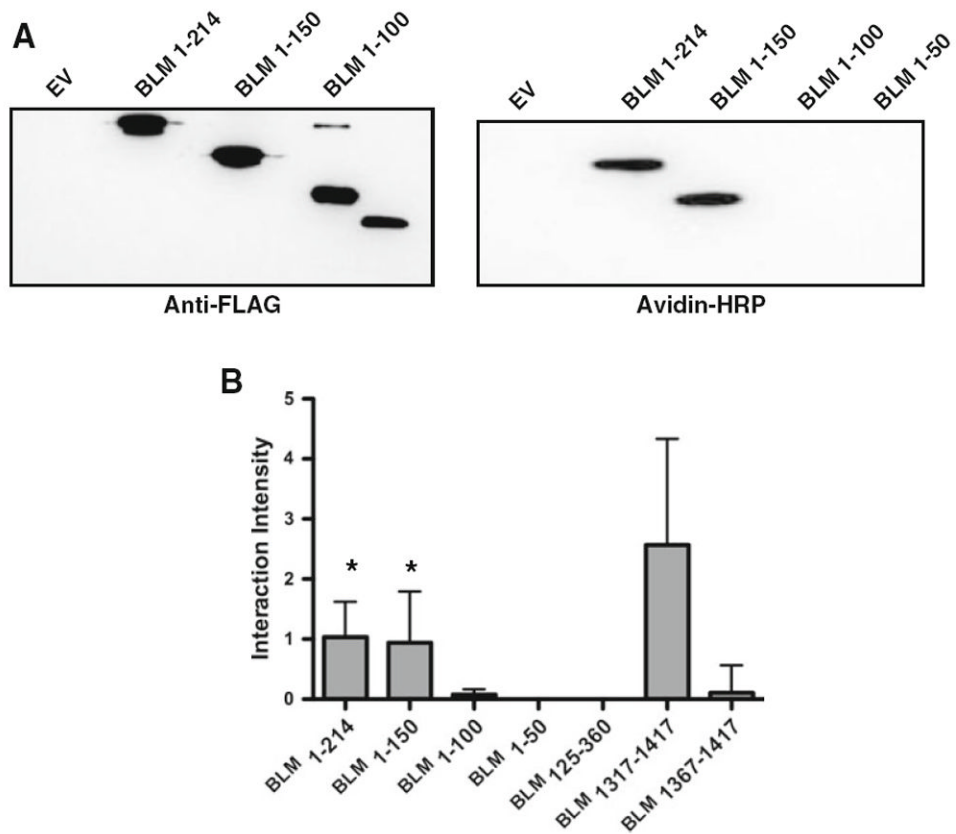 A
EV
BLM 1-214
BLM 1-150
BLM 1-100
Anti-FLAG
EV
BLM 1-214
BLM 1-150
BLM 1-100
BLM 1-50
Avidin-HRP
B
Interaction Intensity
5
4
3
2
1
0
* *
BLM 1-214
BLM 1-150
BLM 1-100
BLM 1-50
BLM 125-360
BLM 1317-1417
BLM 1367-1417